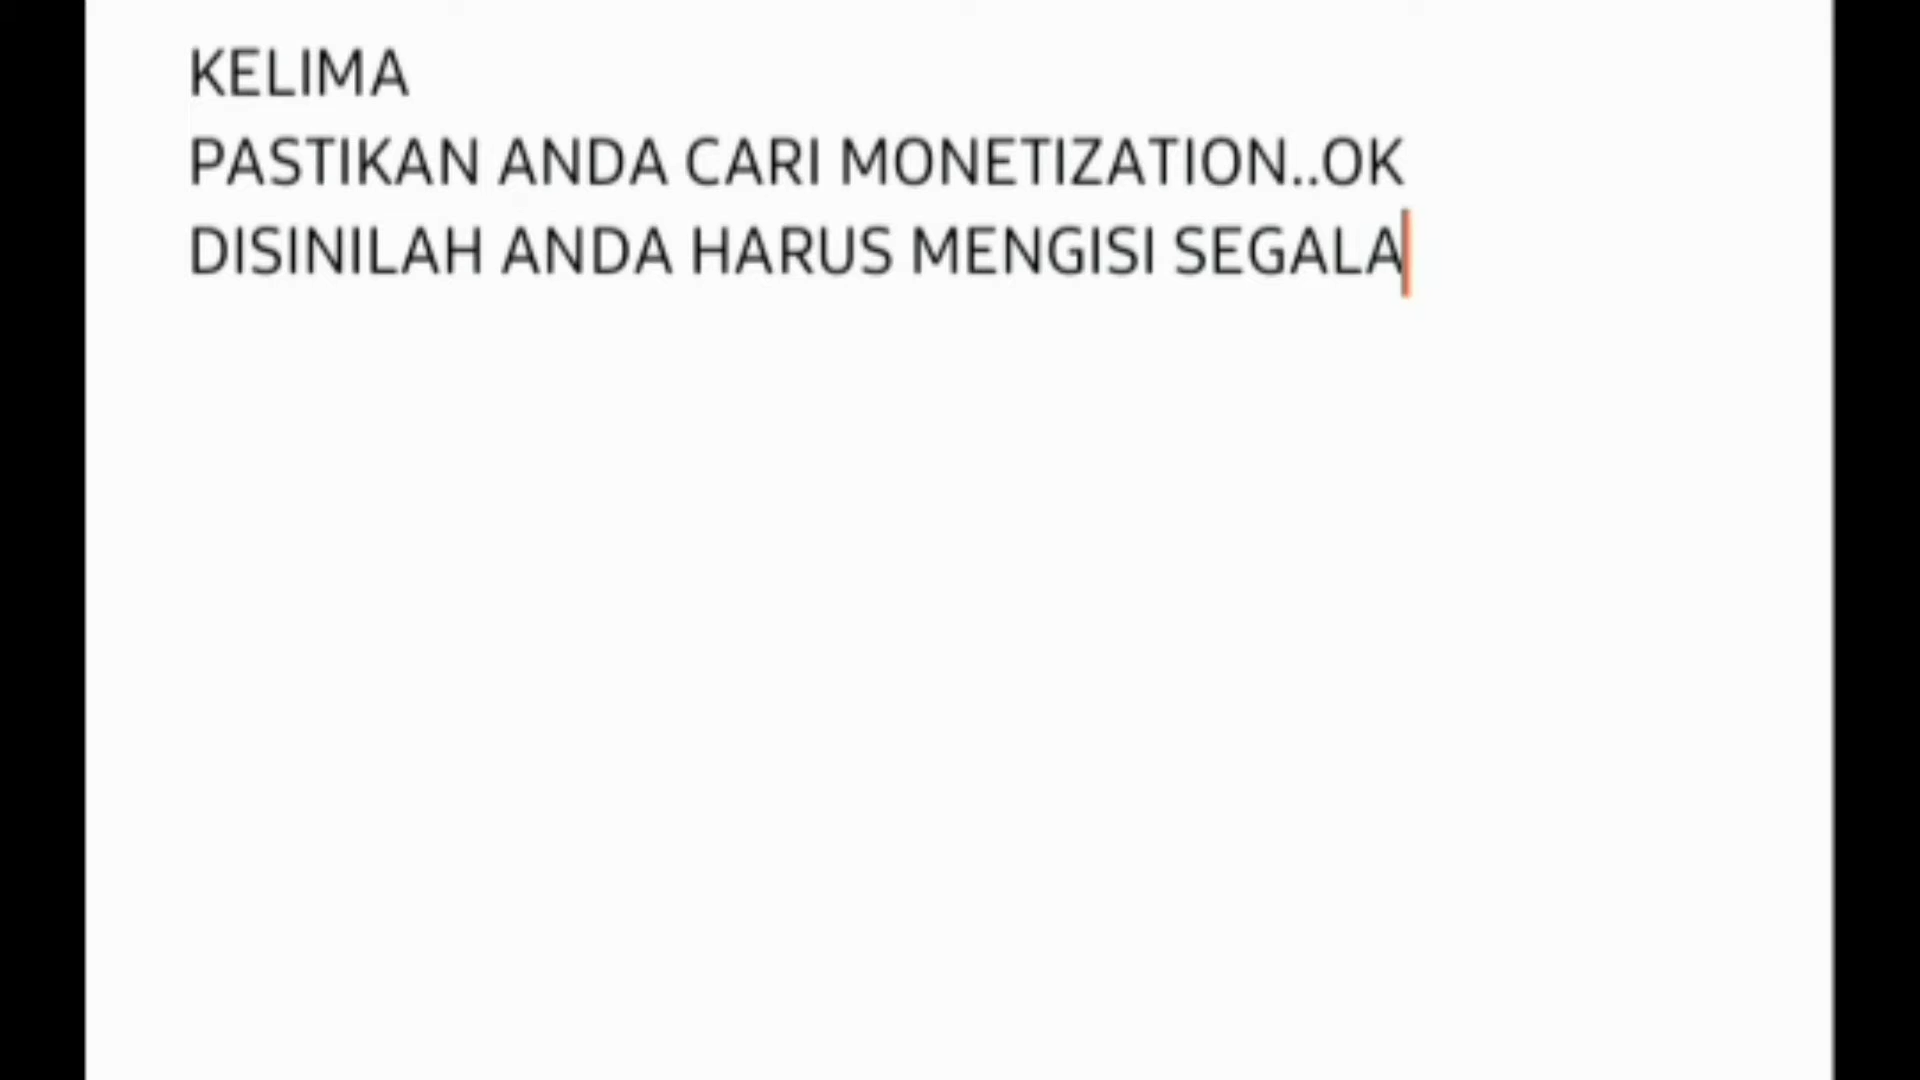 KELIMA
PASTIKAN ANDA CARI MONETIZATION..OK
DISINILAH ANDA HARUS MENGISI SEGALA